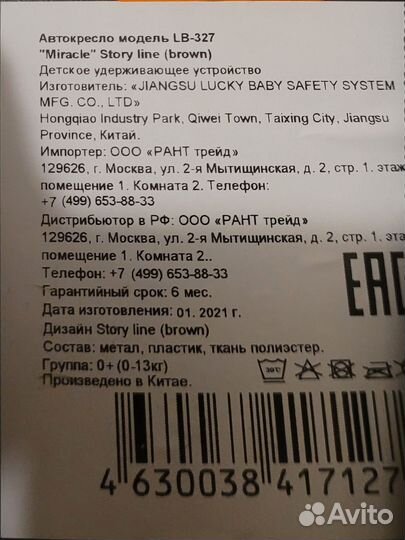 Автокресло модель LB-327
"Miracle" Story line (brown)
Детское удерживающее устройство
Изготовитель: «JIANGSU LUCKY BABY SAFETY SYSTEM
MFG. CO., LTD»
Hongqiao Industry Park, Qiwei Town, Taixing City, Jiangsu
Province, Китай.
Импортер: ООО «РАНТ трейд»
129626, г. Москва, ул. 2-я Мытищинская, д. 2, стр. 1. этаж
помещение 1. Комната 2. Телефон:
+7 (499) 653-88-33
Дистрибьютор в РФ: ООО «РАНТ трейд»
129626, г. Москва, ул. 2-я Мытищинская, д. 2, стр. 1. эта
помещение 1. Комната 2..
Телефон: +7 (499) 653-88-33
Гарантийный срок: 6 мес.
Дата изготовления: 01. 2021 г.
Дизайн Story line (brown)
Состав: метал, пластик, ткань полиэстер.
Группа: 0+ (0-13кг)
Произведено в Китае.
EAC
30°C
4 630038 417127
Avito